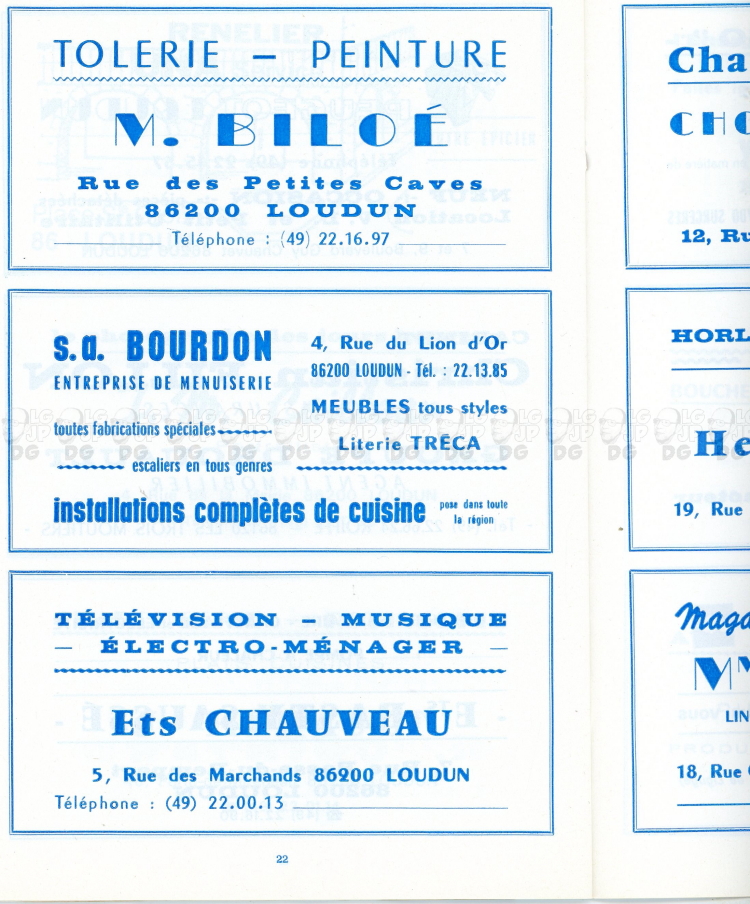 TOLERIE — PEINTURE
M. BILOÉ
Rue des Petites Caves
86200 LOUDUN
Téléphone : (49) 22.16.97
s.a. BOURDON
ENTREPRISE DE MENUISERIE
toutes fabrications spéciales
escaliers en tous genres
4, Rue du Lion d'Or
86200 LOUDUN - Tél. : 22.13.85
MEUBLES tous styles
Literie TRÉCA
installations complètes de cuisine
pose dans toute
la région
TÉLÉVISION — MUSIQUE
— ÉLECTRO-MÉNAGER —
Ets CHAUVEAU
5, Rue des Marchands 86200 LOUDUN
Téléphone : (49) 22.00.13
22
Cha
CHO
12, Ru
HORL
He
19, Rue
Maga
Mme
LIN
18, Rue